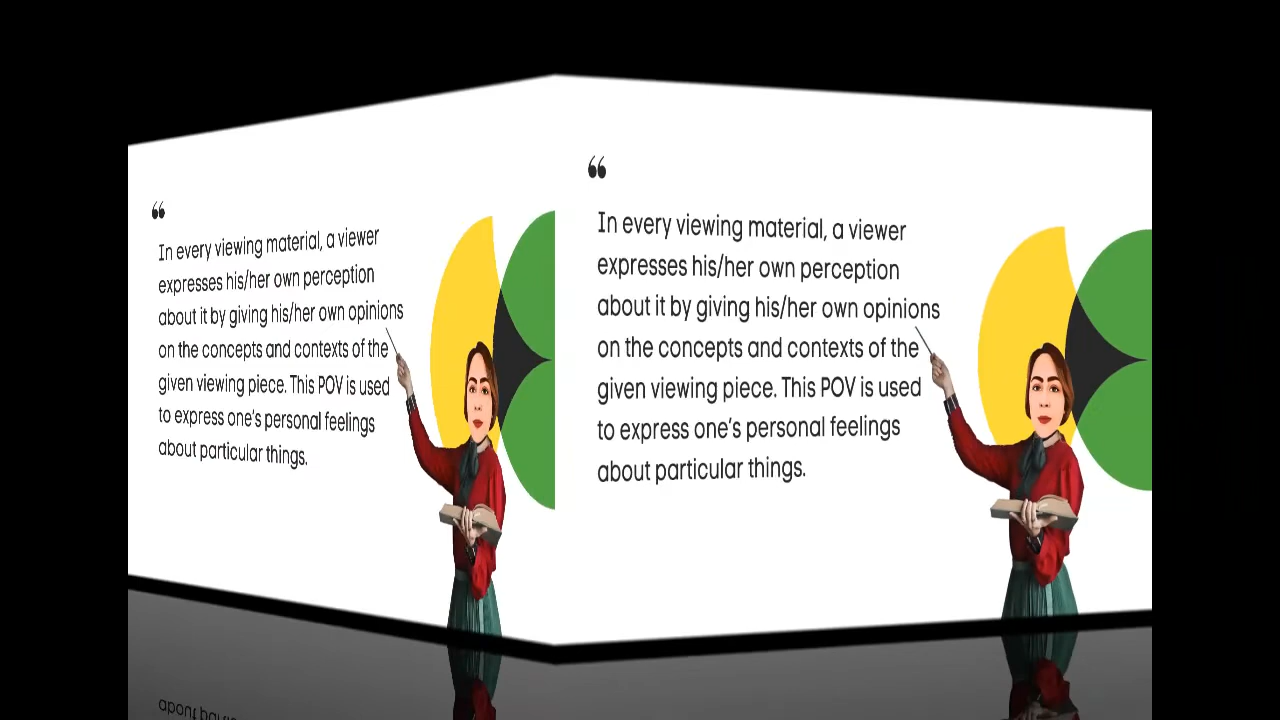 ❝
In every viewing material, a viewer
expresses his/her own perception
about it by giving his/her own opinions
on the concepts and contexts of the
given viewing piece. This POV is used
to express one's personal feelings
about particular things.
❝
In every viewing material, a viewer
expresses his/her own perception
about it by giving his/her own opinions
on the concepts and contexts of the
given viewing piece. This POV is used
to express one's personal feelings
about particular things.